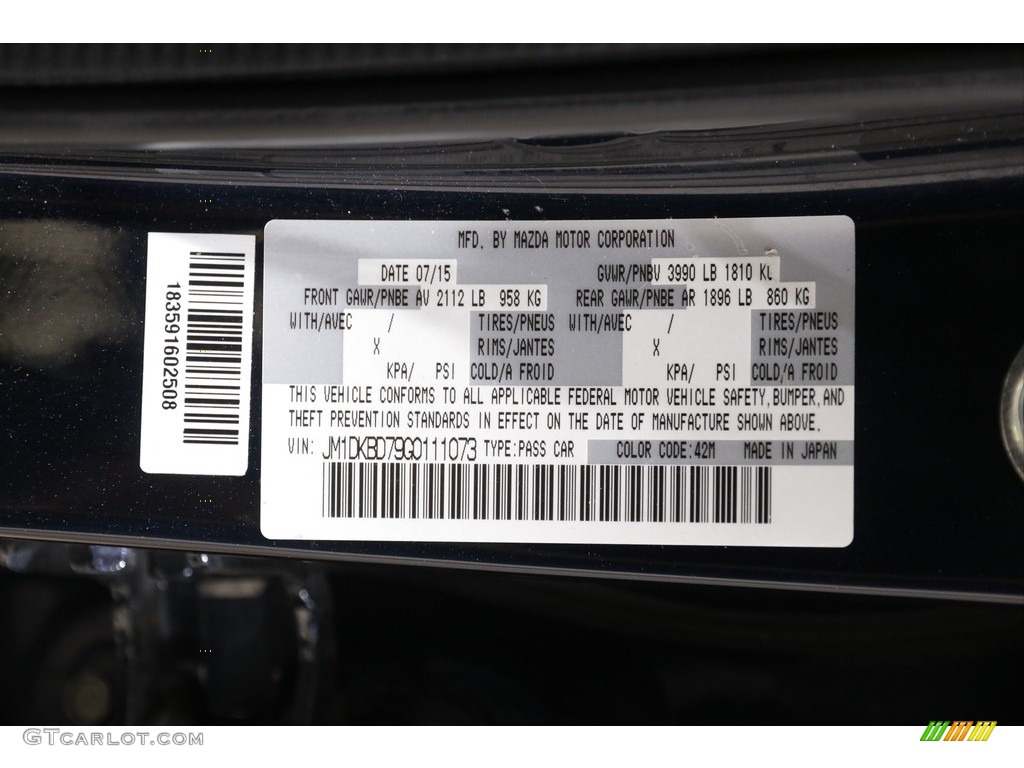 MFD. BY MAZDA MOTOR CORPORATION
DATE 07/15 GVWR/PNBV 3990 LB 1810 KG
FRONT GAWR/PNBE AV 2112 LB 958 KG REAR GAWR/PNBE AR 1896 LB 860 KG
WITH/AVEC / TIRES/PNEUS WITH/AVEC / TIRES/PNEUS
X RIMS/JANTES X RIMS/JANTES
KPA/ PSI COLD/A FROID KPA/ PSI COLD/A FROID
THIS VEHICLE CONFORMS TO ALL APPLICABLE FEDERAL MOTOR VEHICLE SAFETY, BUMPER, AND
THEFT PREVENTION STANDARDS IN EFFECT ON THE DATE OF MANUFACTURE SHOWN ABOVE.
VIN: JM1DKBD79G0111073 TYPE:PASS CAR COLOR CODE:42M MADE IN JAPAN
183591602508
GTCarlot.com